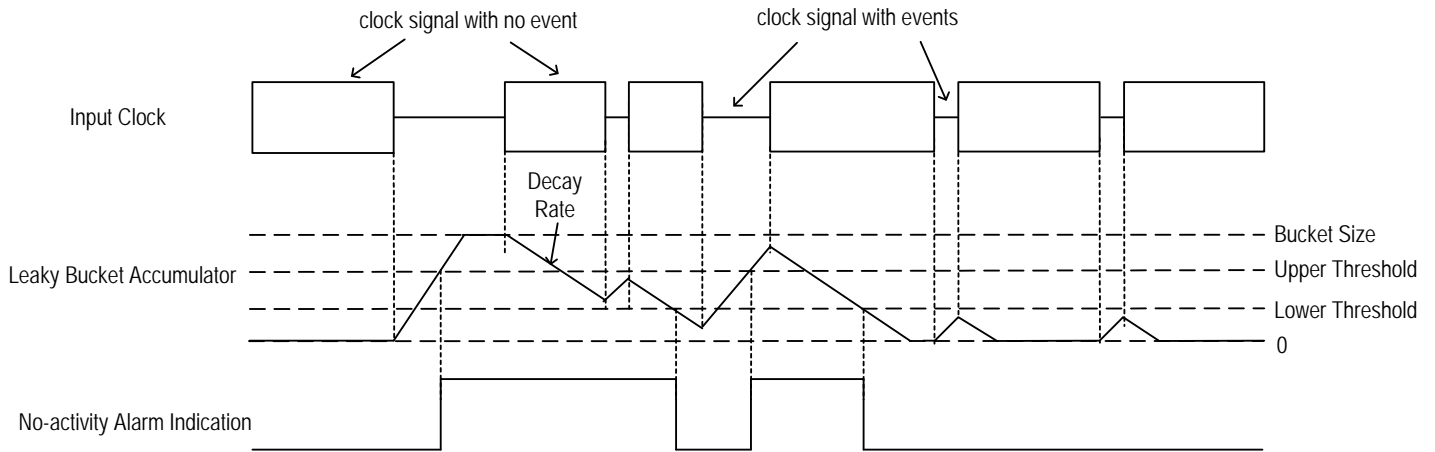 clock signal with no event
clock signal with events
Input Clock
Decay
Rate
Bucket Size
Leaky Bucket Accumulator
Upper Threshold
Lower Threshold
0
No-activity Alarm Indication